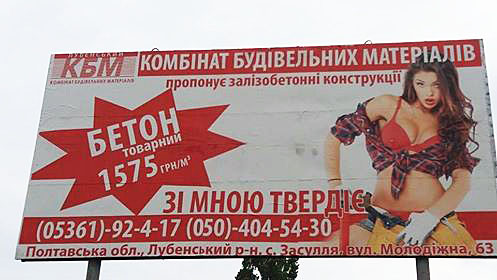 ЛУБЕНСЬКИЙ
КБМ
КОМБІНАТ БУДІВЕЛЬНИХ МАТЕРІАЛІВ
КОМБІНАТ БУДІВЕЛЬНИХ МАТЕРІАЛІВ
пропонує залізобетонні конструкції
БЕТОН
товарний
1575 ГРН/М³
ЗІ МНОЮ ТВЕРДІЄ
(05361)-92-4-17 (050)-404-54-30
Полтавська обл., Лубенський р-н. с. Засулля, вул. Молодіжна, 63